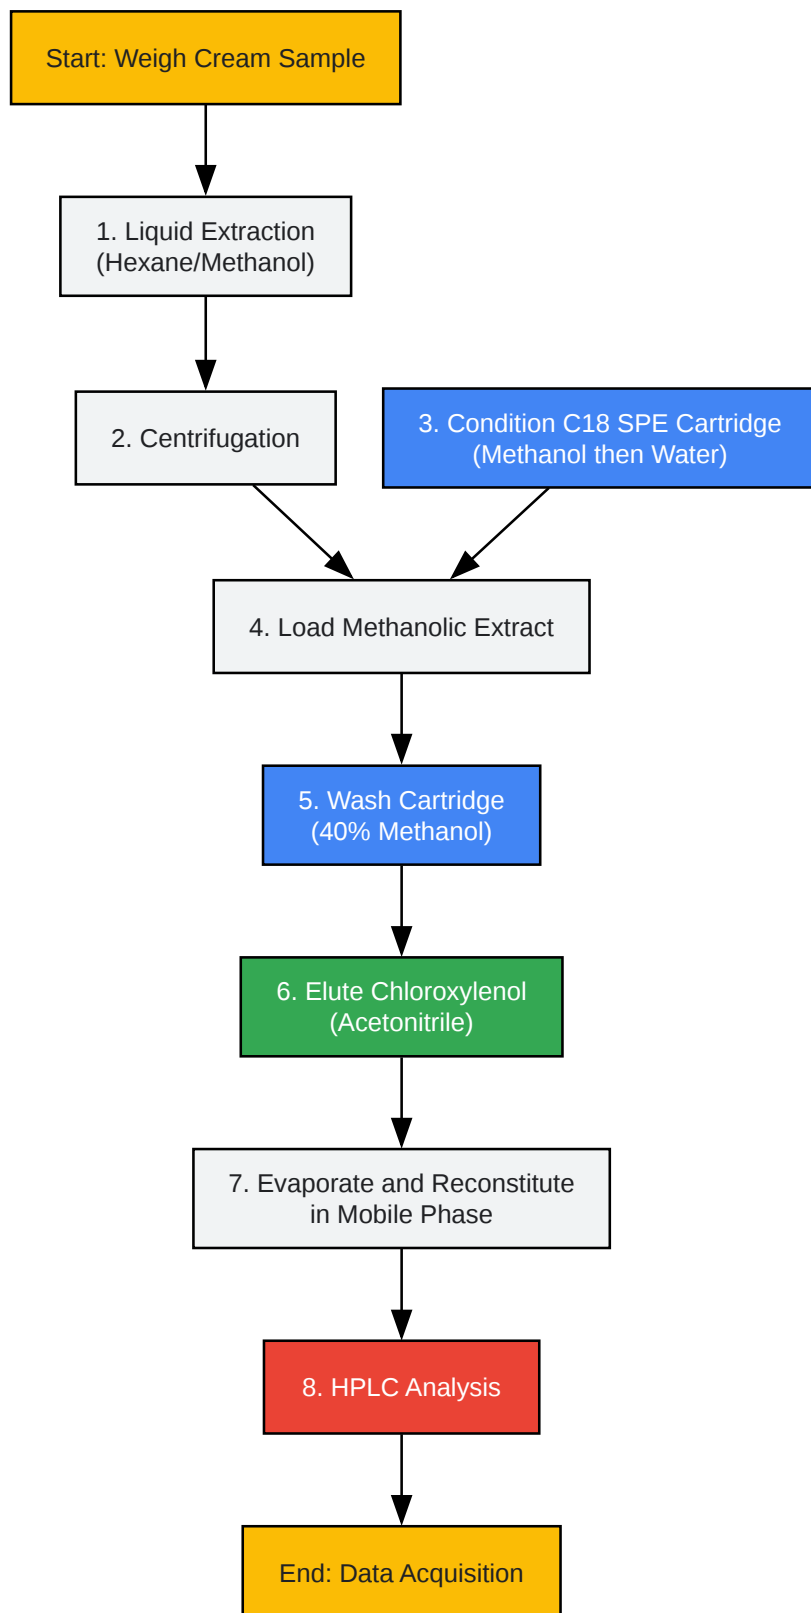 Start: Weigh Cream Sample
1. Liquid Extraction
(Hexane/Methanol)
2. Centrifugation
3. Condition C18 SPE Cartridge
(Methanol then Water)
4. Load Methanolic Extract
5. Wash Cartridge
(40% Methanol)
6. Elute Chloroxylenol
(Acetonitrile)
7. Evaporate and Reconstitute
in Mobile Phase
8. HPLC Analysis
End: Data Acquisition